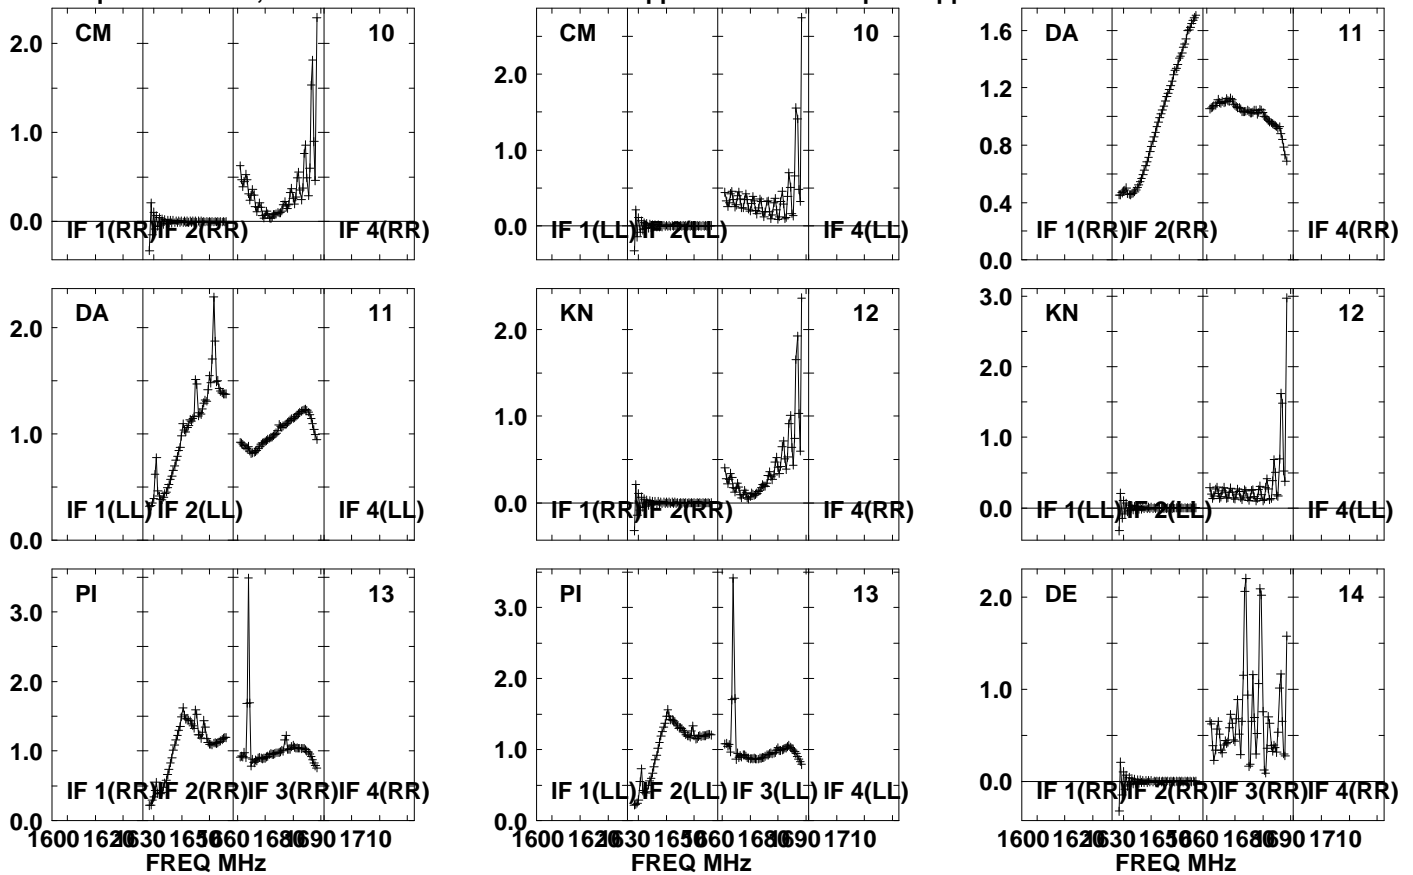 2.0 CM 10
1.0
0.0
IF 1(RR) IF 2(RR) IF 4(RR)
CM 10
2.0
1.0
0.0
IF 1(LL) IF 2(LL) IF 4(LL)
1.6 DA 11
1.2
0.8
0.4
IF 1(RR) IF 2(RR) IF 4(RR)
0.0
DA 11
2.0
1.0
IF 1(LL) IF 2(LL) IF 4(LL)
0.0
KN 12
2.0
1.0
0.0
IF 1(RR) IF 2(RR) IF 4(RR)
3.0 KN 12
2.0
1.0
0.0
IF 1(LL) IF 2(LL) IF 4(LL)
PI 13
3.0
2.0
1.0
IF 1(RR) IF 2(RR) IF 3(RR) IF 4(RR)
0.0
1600 1620 1630 1650 1660 1680 1690 1710
FREQ MHz
PI 13
3.0
2.0
1.0
IF 1(LL) IF 2(LL) IF 3(LL) IF 4(LL)
0.0
1600 1620 1630 1650 1660 1680 1690 1710
DE 14
2.0
1.0
0.0
IF 1(RR) IF 2(RR) IF 3(RR) IF 4(RR)
1600 1620 1630 1650 1660 1680 1690 1710
FREQ MHz